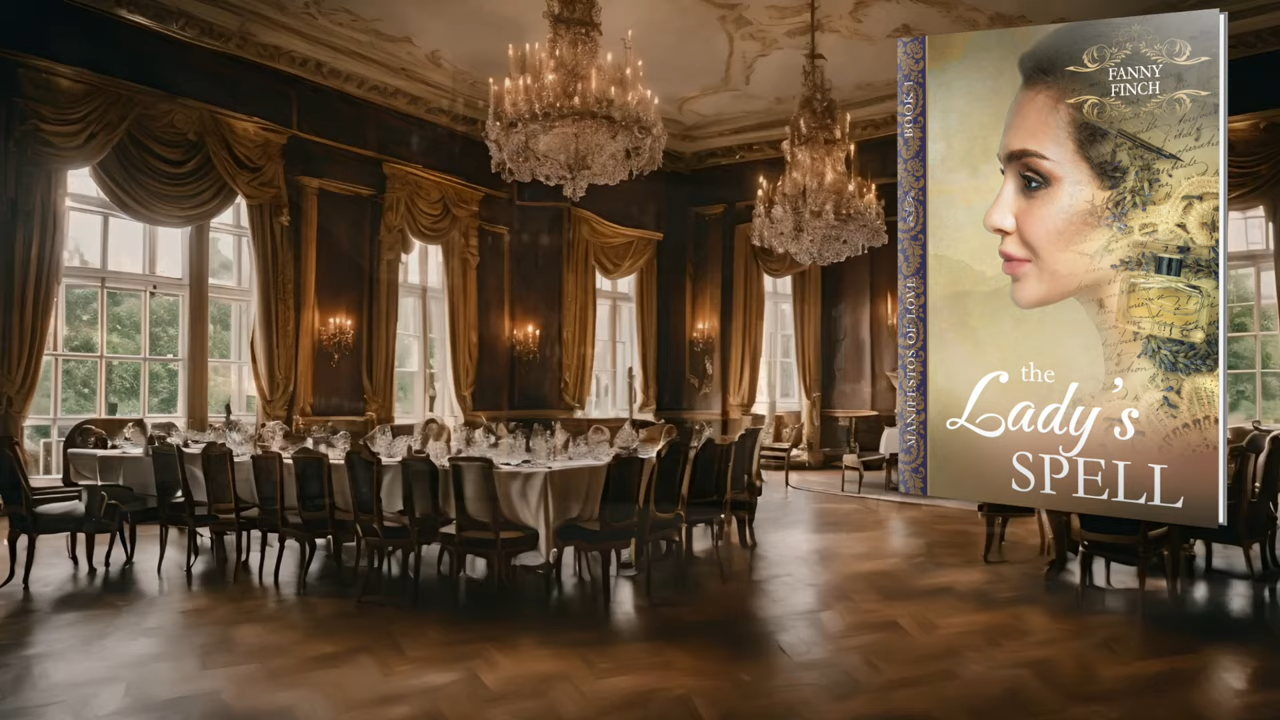 FANNY
FINCH
the
Lady's
SPELL
MANIFESTOS OF LOVE
BOOK 1